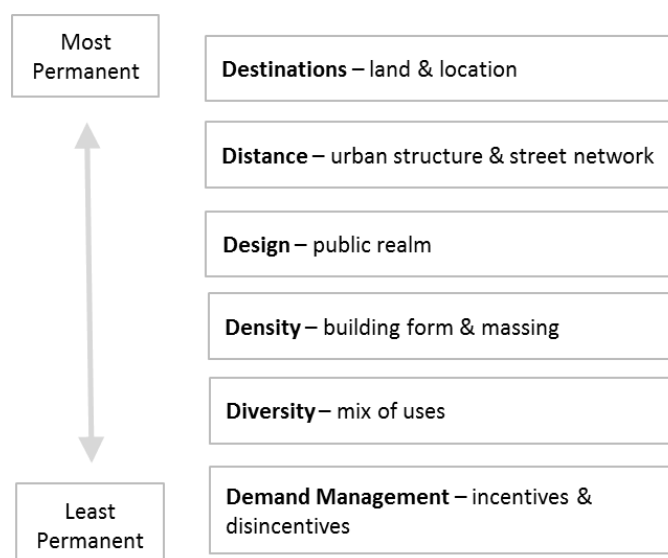 Most
Permanent
Destinations – land & location
Distance – urban structure & street network
Design – public realm
Density – building form & massing
Diversity – mix of uses
Demand Management – incentives &
disincentives
Least
Permanent